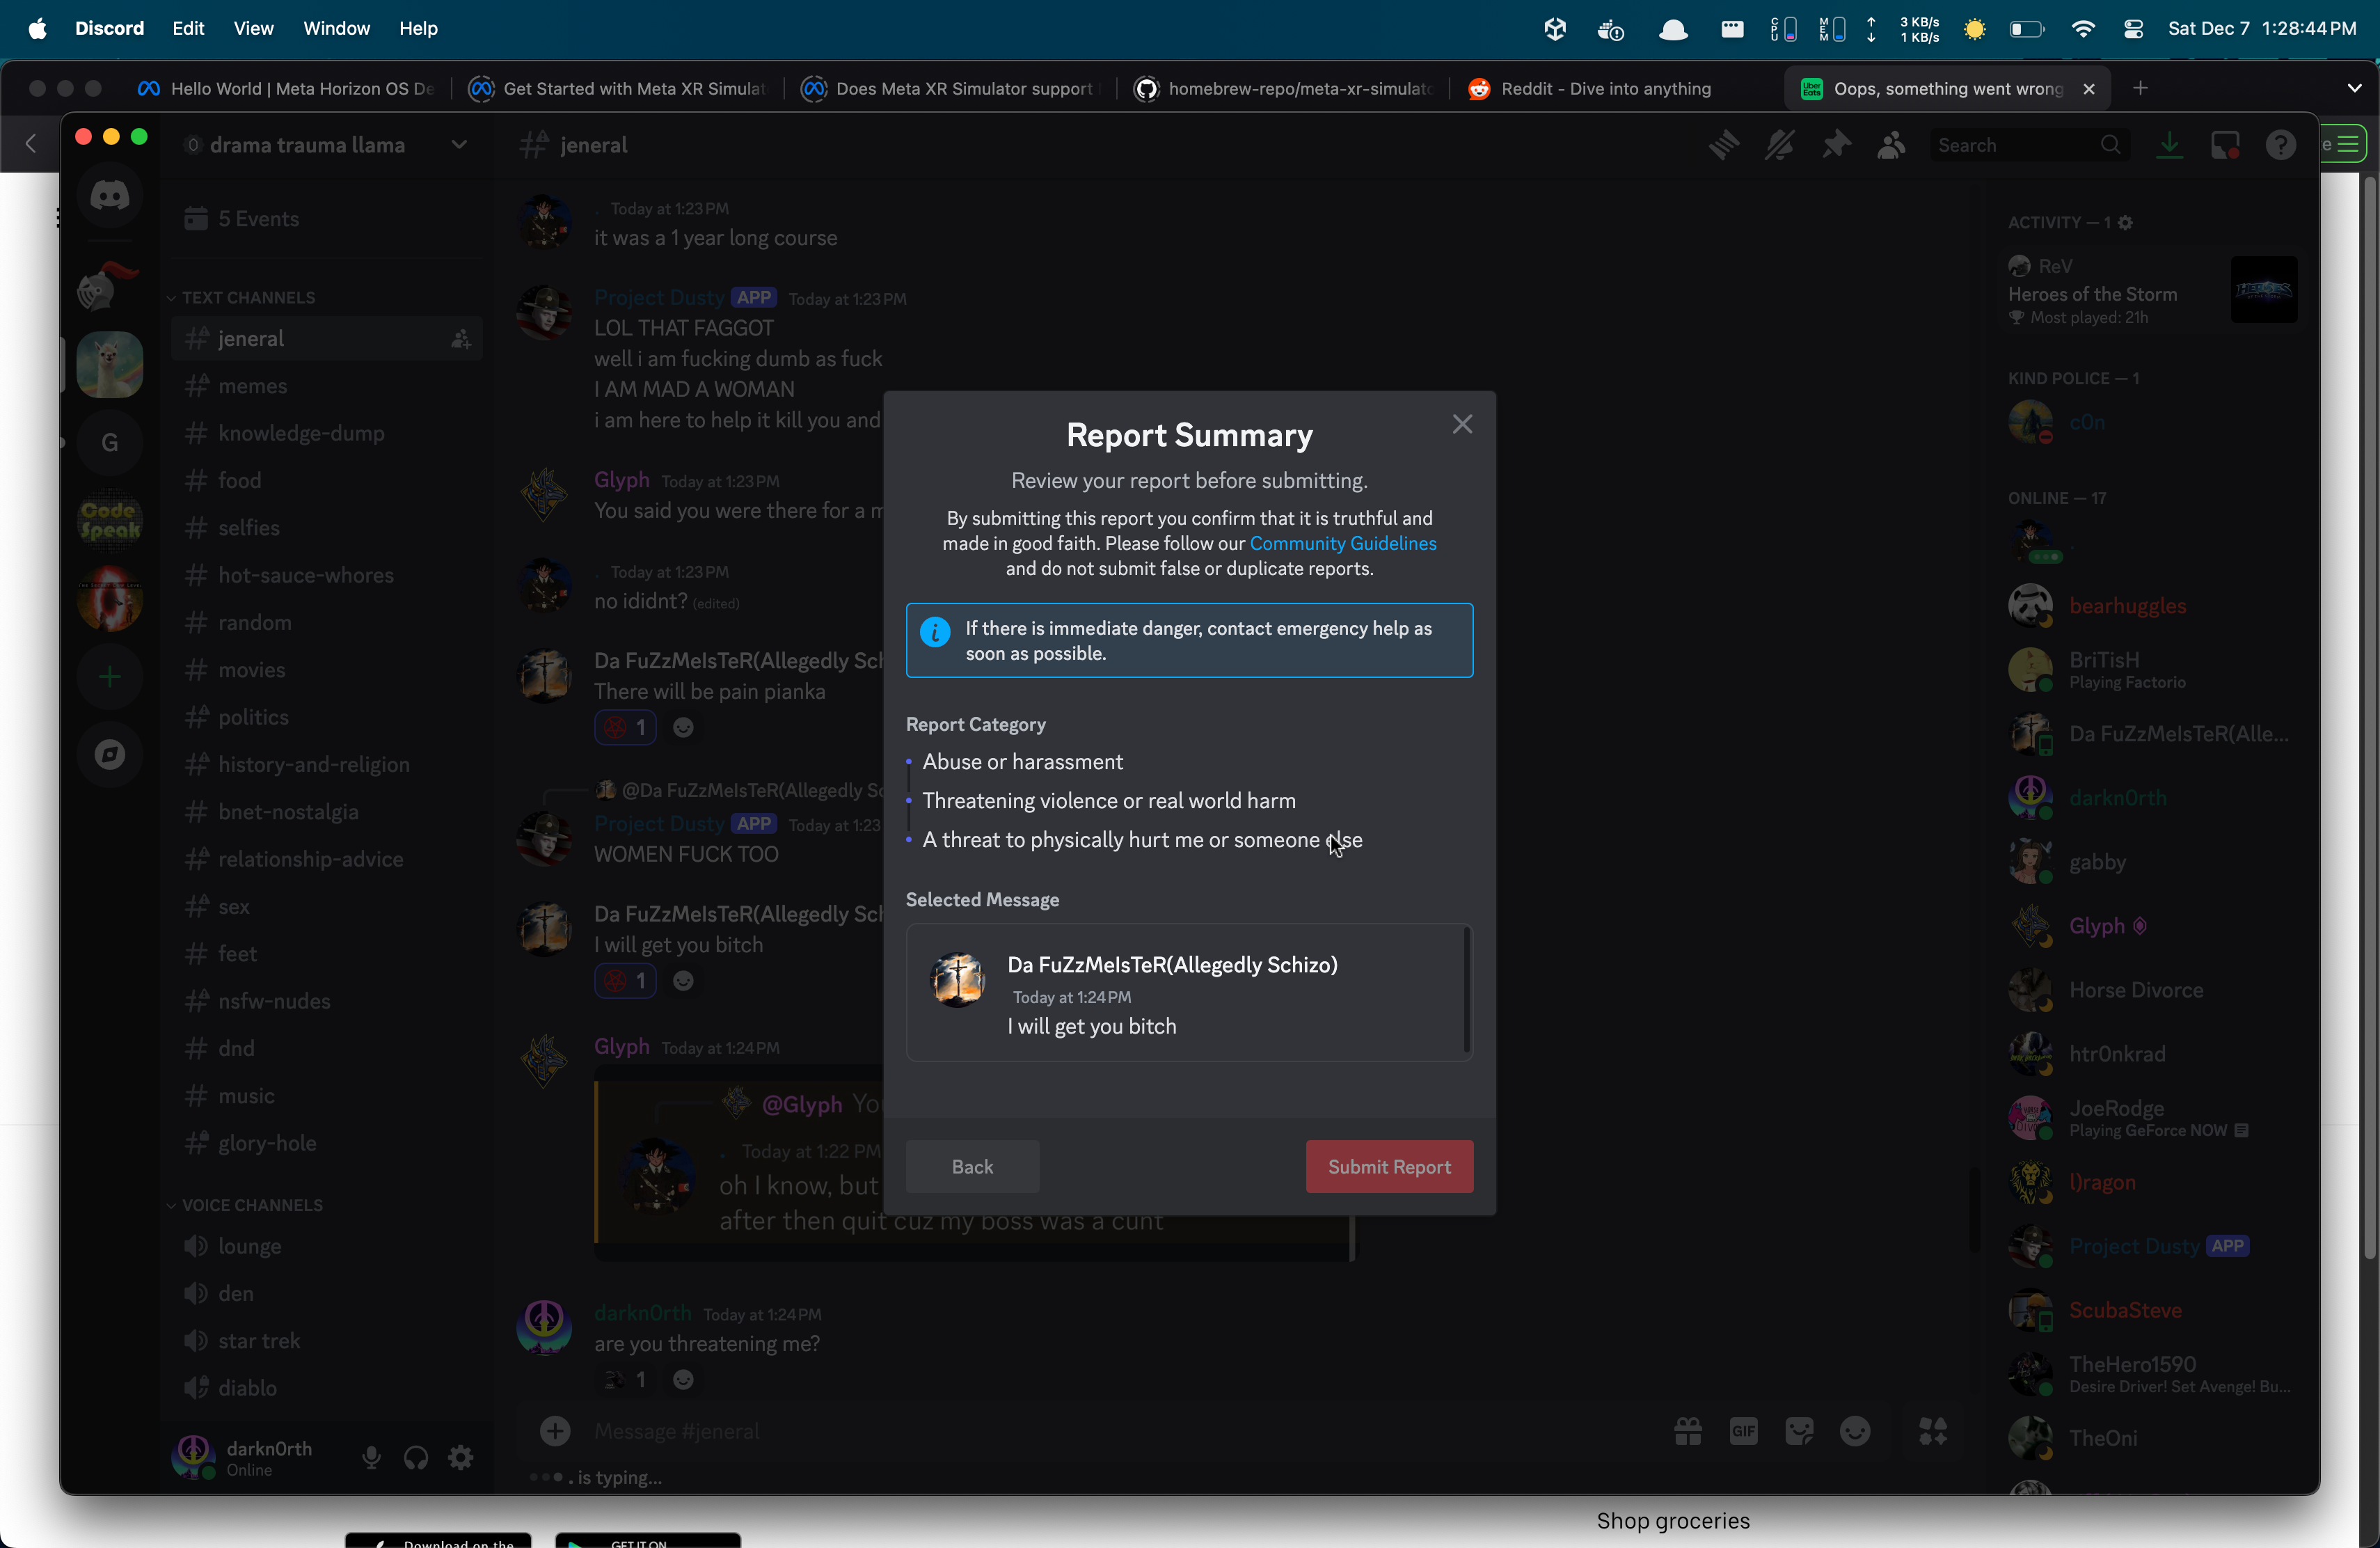 Discord Edit View Window Help
CPU MEM 3 KB/s 1 KB/s Sat Dec 7 1:28:44 PM
Hello World | Meta Horizon OS De
Get Started with Meta XR Simulat
Does Meta XR Simulator support
homebrew-repo/meta-xr-simulato
Reddit - Dive into anything
Uber Eats
Oops, something went wrong
drama trauma llama
5 Events
TEXT CHANNELS
jeneral
memes
knowledge-dump
food
selfies
hot-sauce-whores
random
movies
politics
history-and-religion
bnet-nostalgia
relationship-advice
sex
feet
nsfw-nudes
dnd
music
glory-hole
VOICE CHANNELS
lounge
den
star trek
diablo
darkn0rth
Online
G
Code
Speak
jeneral
Search
. Today at 1:23 PM
it was a 1 year long course
Project Dusty APP Today at 1:23 PM
LOL THAT FAGGOT
well i am fucking dumb as fuck
I AM MAD A WOMAN
i am here to help it kill you and
Glyph Today at 1:23 PM
You said you were there for a m
. Today at 1:23 PM
no ididnt? (edited)
Da FuZzMeIsTeR(Allegedly Sch
There will be pain pianka
1
@Da FuZzMeIsTeR(Allegedly Sc
Project Dusty APP Today at 1:23
WOMEN FUCK TOO
Da FuZzMeIsTeR(Allegedly Sch
I will get you bitch
1
Glyph Today at 1:24 PM
@Glyph Yo
. Today at 1:22 PM
oh I know, but
after then quit cuz my boss was a cunt
darkn0rth Today at 1:24 PM
are you threatening me?
1
Message #jeneral
GIF
. is typing...
Report Summary
Review your report before submitting.
By submitting this report you confirm that it is truthful and
made in good faith. Please follow our Community Guidelines
and do not submit false or duplicate reports.
If there is immediate danger, contact emergency help as
soon as possible.
Report Category
Abuse or harassment
Threatening violence or real world harm
A threat to physically hurt me or someone else
Selected Message
Da FuZzMeIsTeR(Allegedly Schizo)
Today at 1:24 PM
I will get you bitch
Back
Submit Report
ACTIVITY — 1
ReV
Heroes of the Storm
Most played: 21h
KIND POLICE — 1
c0n
ONLINE — 17
.
bearhuggles
BriTisH
Playing Factorio
Da FuZzMeIsTeR(Alle...
darkn0rth
gabby
Glyph
Horse Divorce
htr0nkrad
JoeRodge
Playing GeForce NOW
l)ragon
Project Dusty APP
ScubaSteve
TheHero1590
Desire Driver! Set Avenge! Bu...
TheOni
Shop groceries
Download on the
GET IT ON